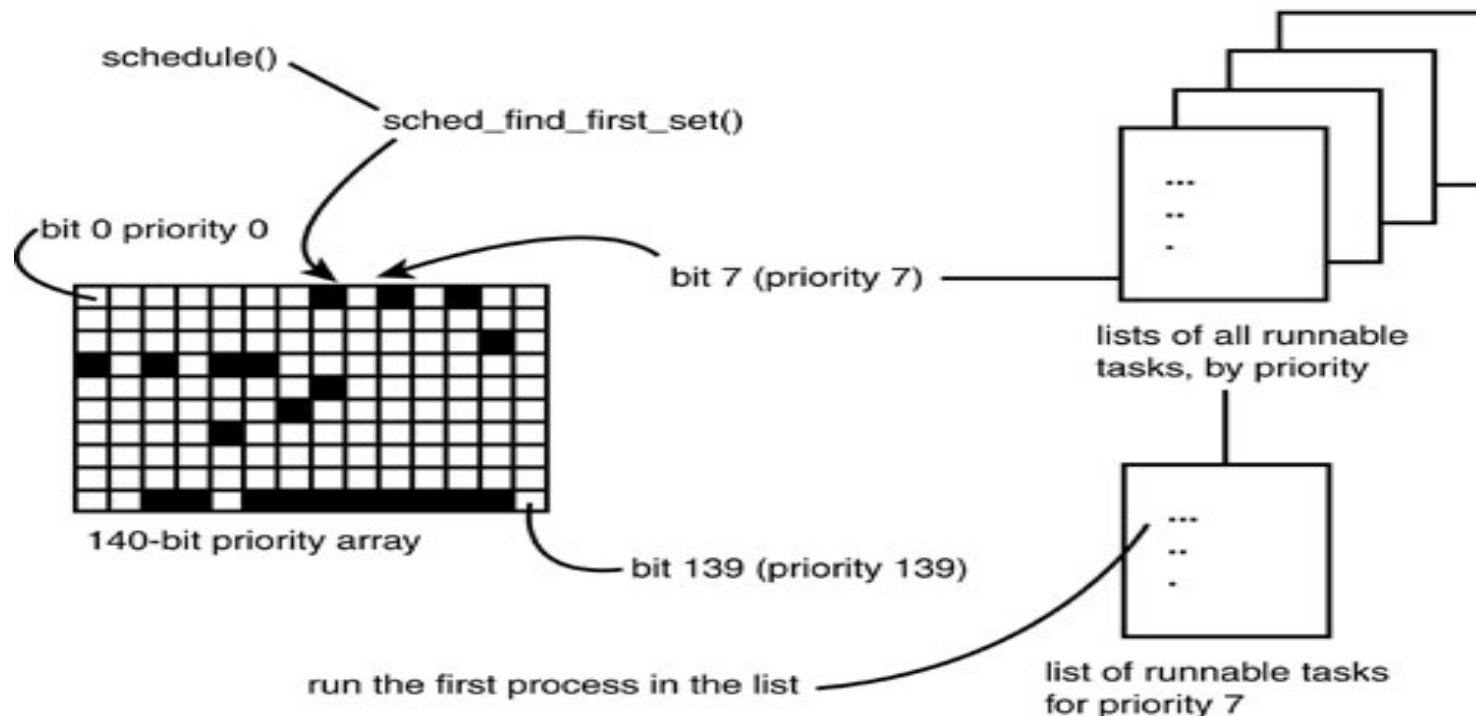 schedule()
sched_find_first_set()
bit 0 priority 0
bit 7 (priority 7)
lists of all runnable
tasks, by priority
140-bit priority array
bit 139 (priority 139)
run the first process in the list
list of runnable tasks
for priority 7